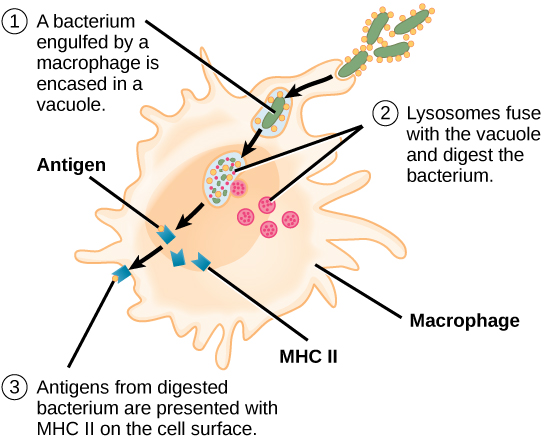 1 A bacterium
engulfed by a
macrophage is
encased in a
vacuole.
2 Lysosomes fuse
with the vacuole
and digest the
bacterium.
Antigen
Macrophage
MHC II
3 Antigens from digested
bacterium are presented with
MHC II on the cell surface.